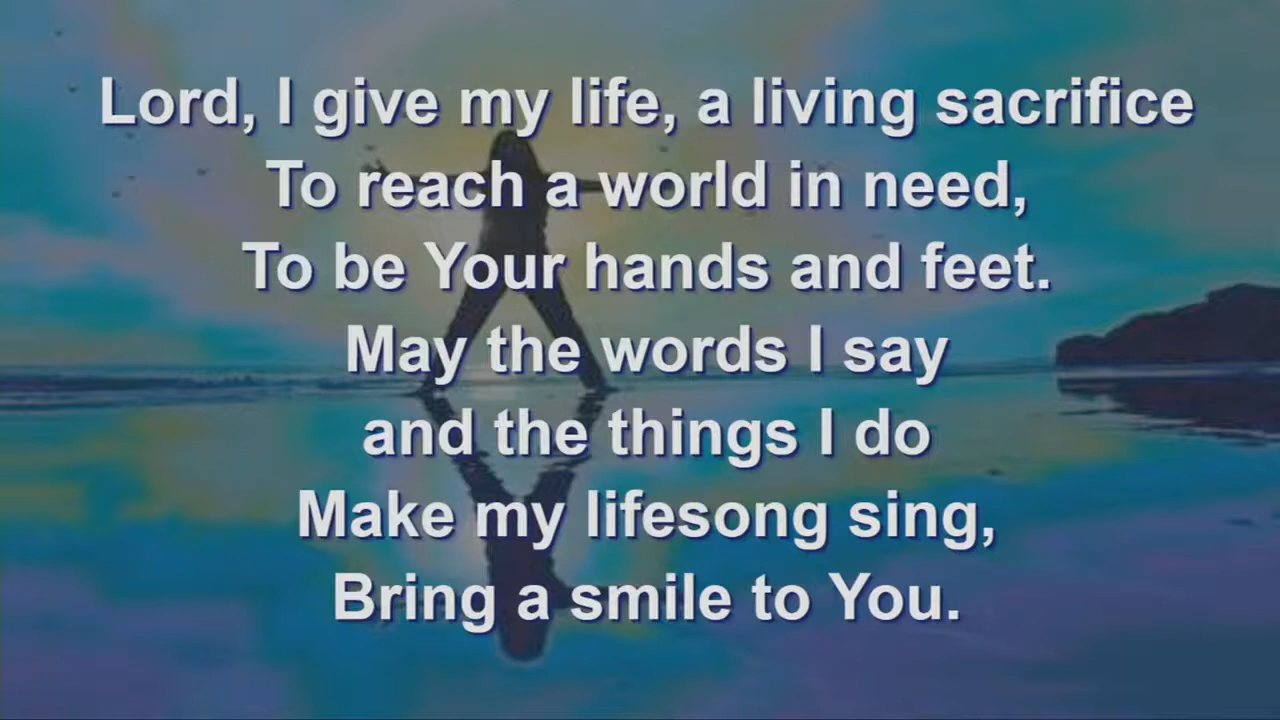 Lord, I give my life, a living sacrifice
To reach a world in need,
To be Your hands and feet.
May the words I say
and the things I do
Make my lifesong sing,
Bring a smile to You.